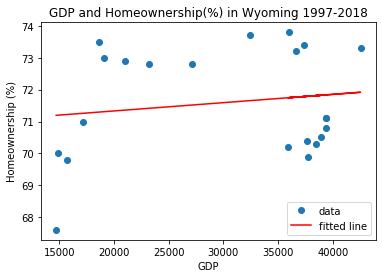 GDP and Homeownership(%) in Wyoming 1997-2018
Homeownership (%)
74
73
72
71
70
69
68
15000 20000 25000 30000 35000 40000
GDP
data
fitted line